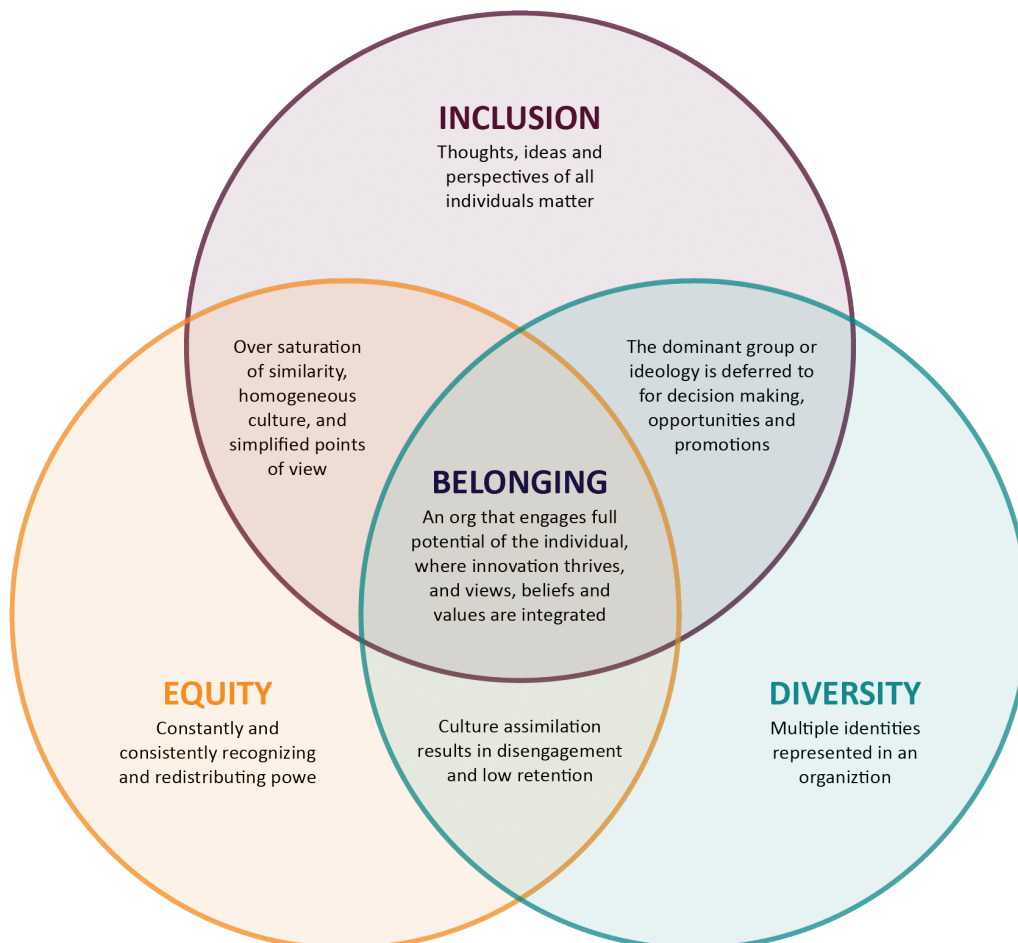 INCLUSION
Thoughts, ideas and
perspectives of all
individuals matter
Over saturation
of similarity,
homogeneous
culture, and
simplified points
of view
The dominant group or
ideology is deferred to
for decision making,
opportunities and
promotions
BELONGING
An org that engages full
potential of the individual,
where innovation thrives,
and views, beliefs and
values are integrated
EQUITY
Constantly and
consistently recognizing
and redistributing powe
Culture assimilation
results in disengagement
and low retention
DIVERSITY
Multiple identities
represented in an
organiztion